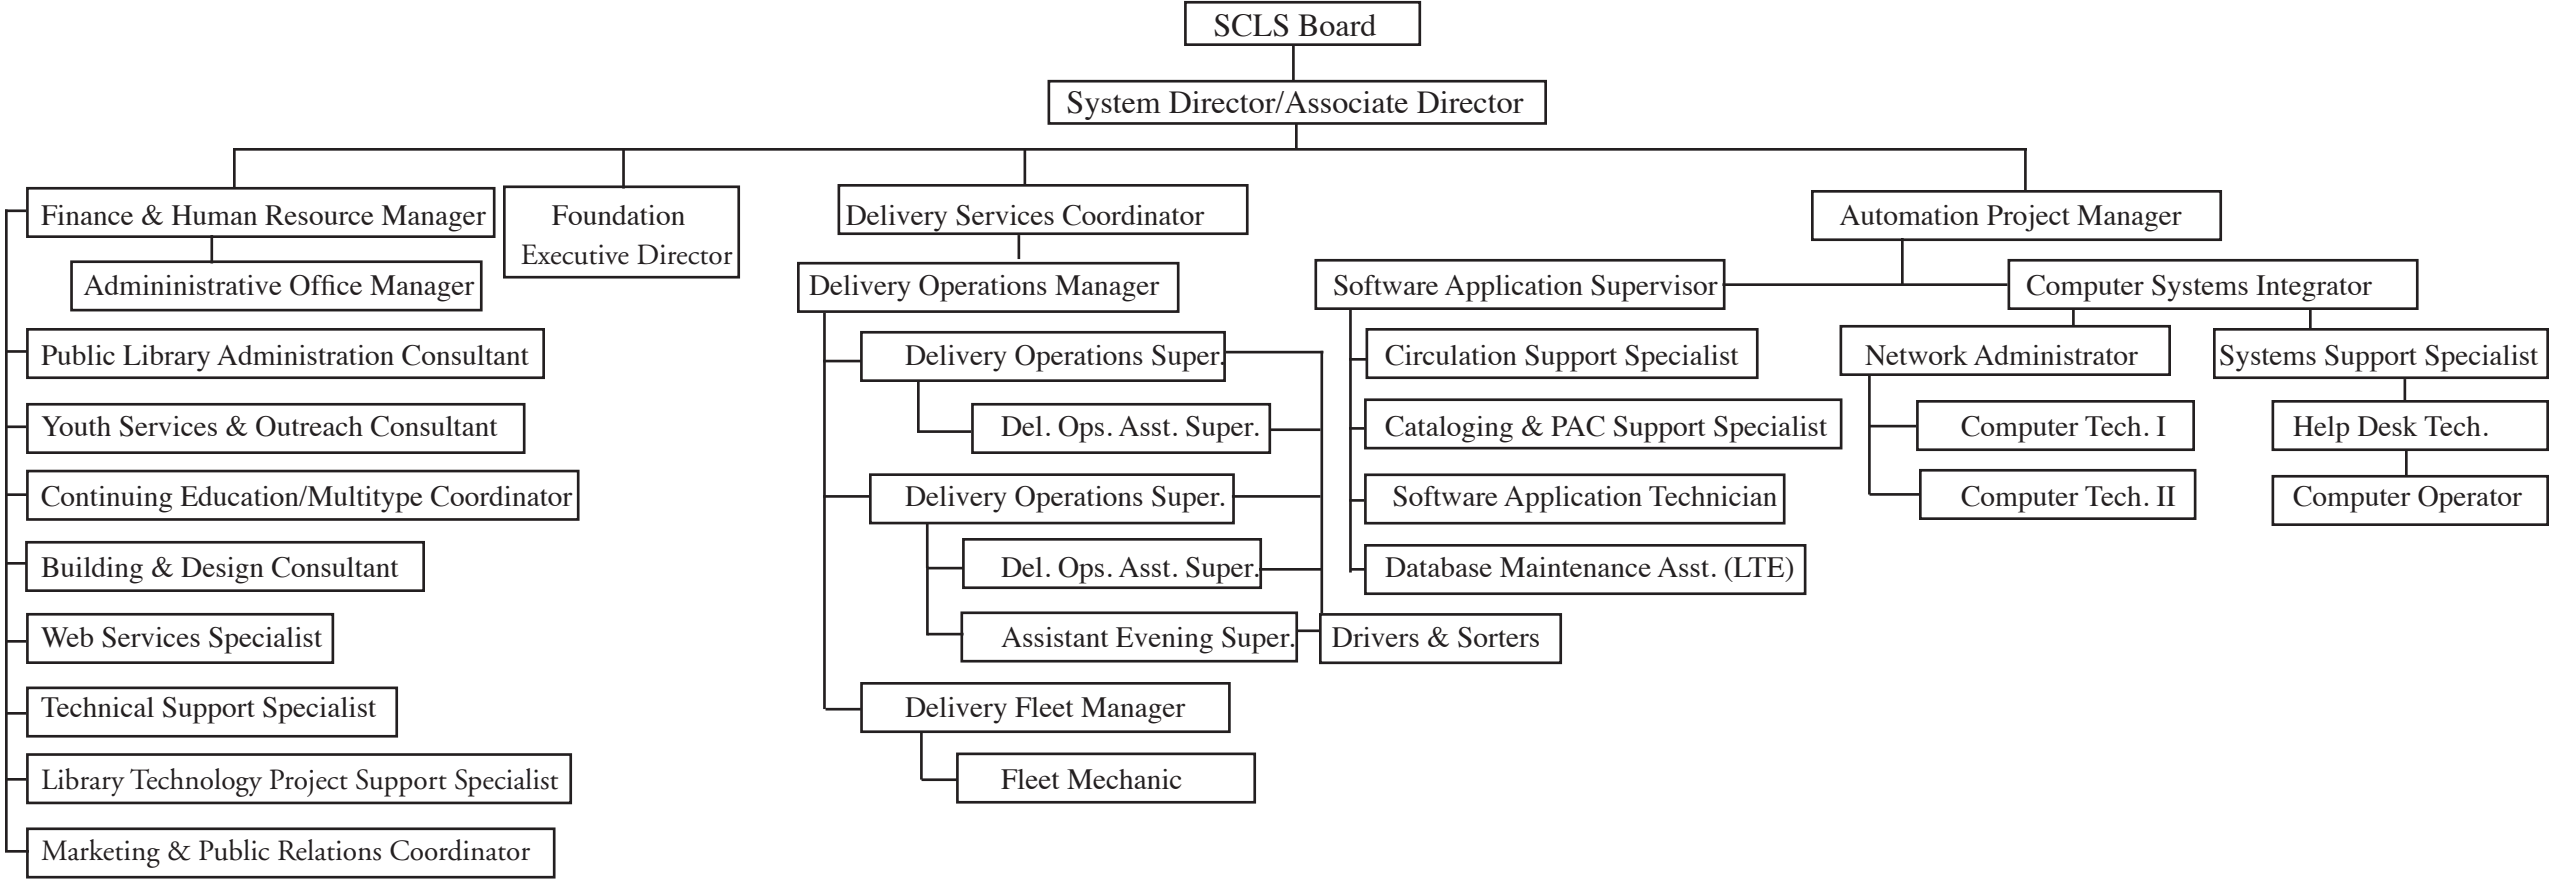 SCLS Board
System Director/Associate Director
Finance & Human Resource Manager
Admininistrative Office Manager
Public Library Administration Consultant
Youth Services & Outreach Consultant
Continuing Education/Multitype Coordinator
Building & Design Consultant
Web Services Specialist
Technical Support Specialist
Library Technology Project Support Specialist
Marketing & Public Relations Coordinator
Foundation
Executive Director
Delivery Services Coordinator
Delivery Operations Manager
Delivery Operations Super.
Del. Ops. Asst. Super.
Delivery Operations Super.
Del. Ops. Asst. Super.
Assistant Evening Super.
Drivers & Sorters
Delivery Fleet Manager
Fleet Mechanic
Automation Project Manager
Software Application Supervisor
Circulation Support Specialist
Cataloging & PAC Support Specialist
Software Application Technician
Database Maintenance Asst. (LTE)
Computer Systems Integrator
Network Administrator
Computer Tech. I
Computer Tech. II
Systems Support Specialist
Help Desk Tech.
Computer Operator